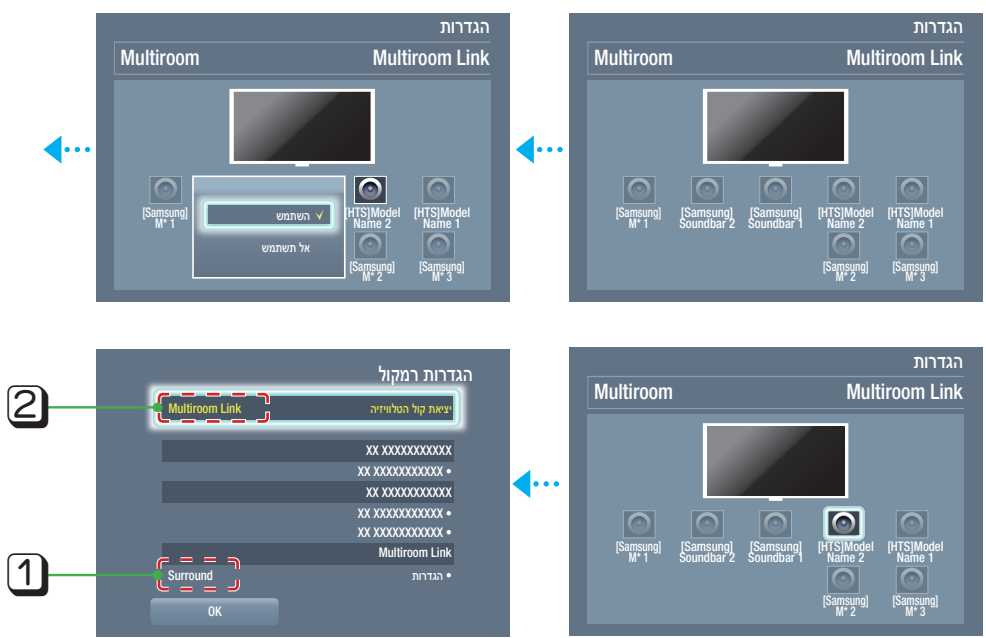 הגדרות
Multiroom Link Multiroom
[Samsung] M* 1
[Samsung] Soundbar 2
[Samsung] Soundbar 1
[HTS]Model Name 2
[HTS]Model Name 1
[Samsung] M* 2
[Samsung] M* 3
הגדרות
Multiroom Link Multiroom
השתמש
אל תשתמש
[Samsung] M* 1
[HTS]Model Name 2
[HTS]Model Name 1
[Samsung] M* 2
[Samsung] M* 3
הגדרות
Multiroom Link Multiroom
[Samsung] M* 1
[Samsung] Soundbar 2
[Samsung] Soundbar 1
[HTS]Model Name 2
[HTS]Model Name 1
[Samsung] M* 2
[Samsung] M* 3
הגדרות רמקול
יציאת קול הטלוויזיה Multiroom Link
2
XX XXXXXXXXXXX
• XX XXXXXXXXXXX
XX XXXXXXXXXXX
• XX XXXXXXXXXXX
• XX XXXXXXXXXXX
Multiroom Link
• הגדרות Surround
1
OK